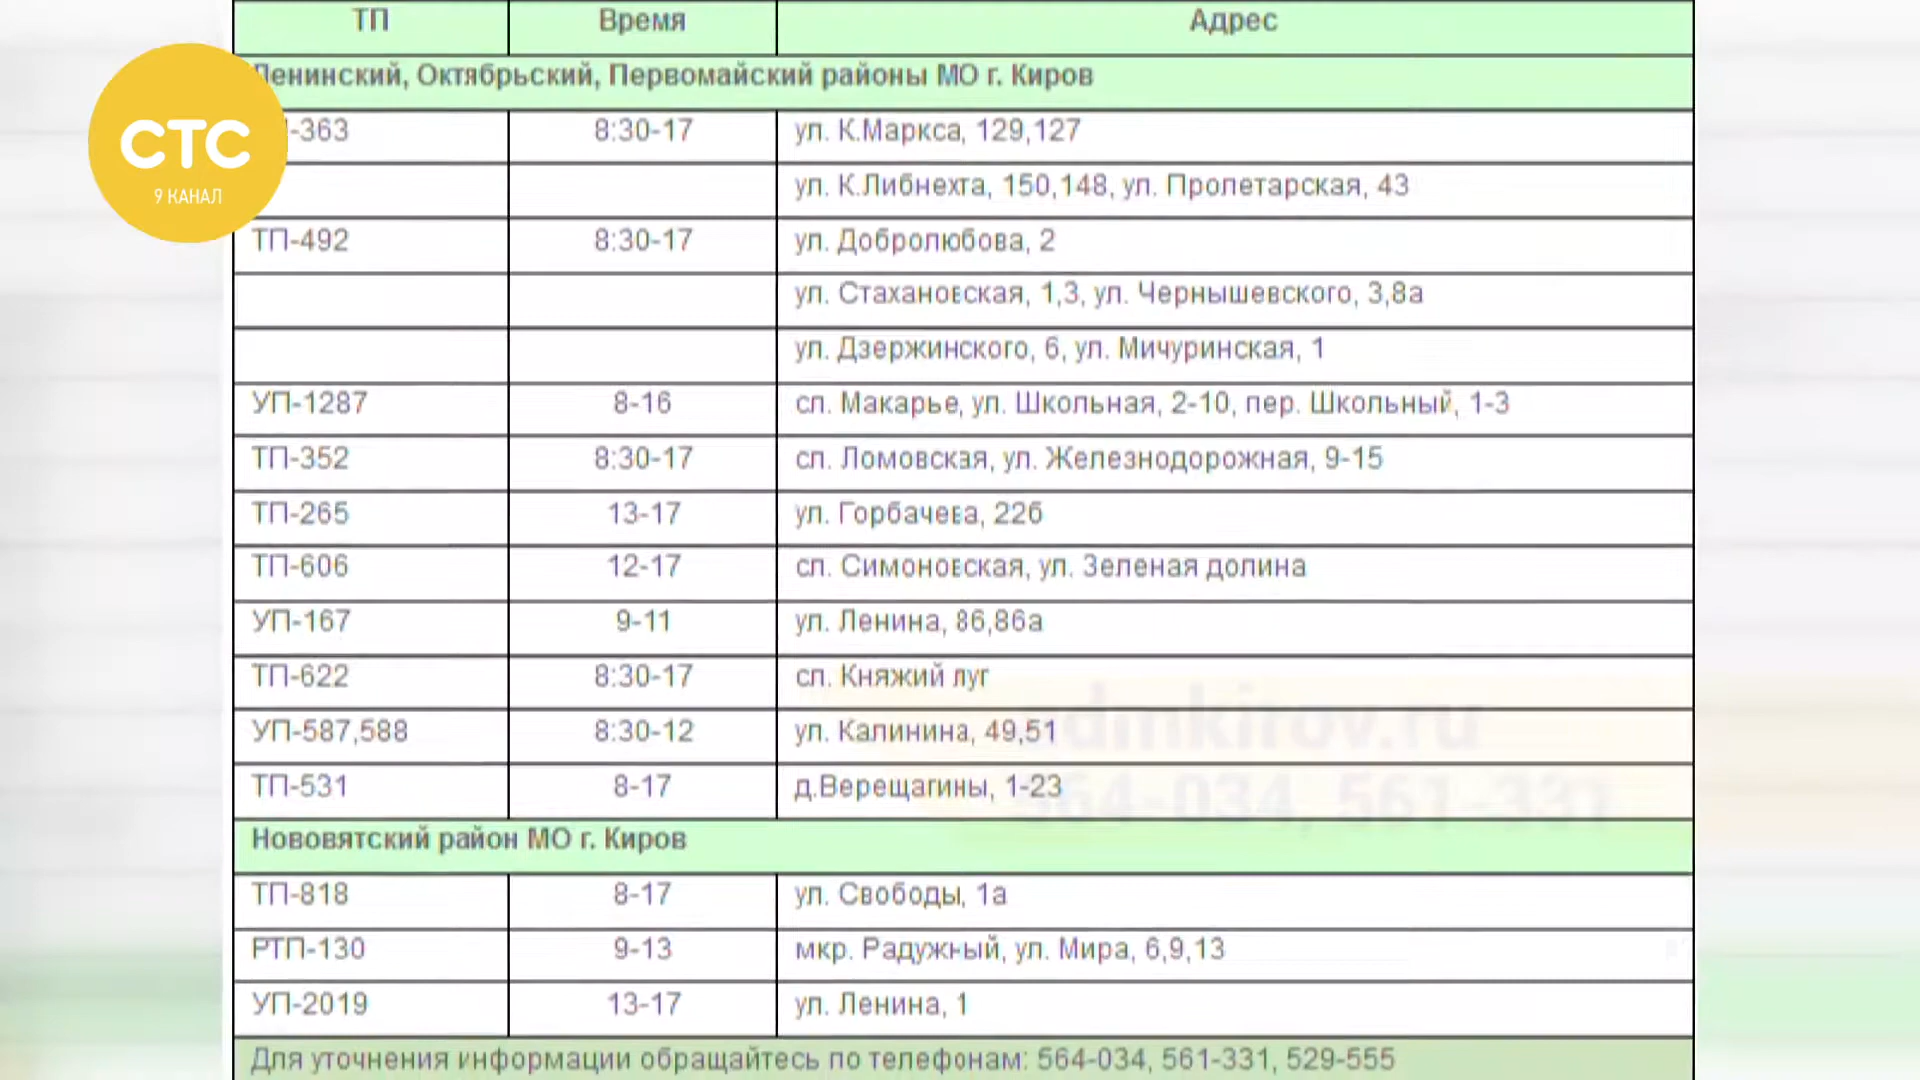 ТП Время Адрес
Ленинский, Октябрьский, Первомайский районы МО г. Киров
-363 8:30-17 ул. К.Маркса, 129,127
ул. К.Либнехта, 150,148, ул. Пролетарская, 43
ТП-492 8:30-17 ул. Добролюбова, 2
ул. Стахановская, 1,3, ул. Чернышевского, 3,8а
ул. Дзержинского, 6, ул. Мичуринская, 1
УП-1287 8-16 сл. Макарье, ул. Школьная, 2-10, пер. Школьный, 1-3
ТП-352 8:30-17 сл. Ломовская, ул. Железнодорожная, 9-15
ТП-265 13-17 ул. Горбачева, 22б
ТП-606 12-17 сл. Симоновская, ул. Зеленая долина
УП-167 9-11 ул. Ленина, 86,86а
ТП-622 8:30-17 сл. Княжий луг
УП-587,588 8:30-12 ул. Калинина, 49,51
ТП-531 8-17 д.Верещагины, 1-23
Нововятский район МО г. Киров
ТП-818 8-17 ул. Свободы, 1а
РТП-130 9-13 мкр. Радужный, ул. Мира, 6,9,13
УП-2019 13-17 ул. Ленина, 1
Для уточнения информации обращайтесь по телефонам: 564-034, 561-331, 529-555
СТС
9 КАНАЛ
admkirov.ru
564-034, 561-331